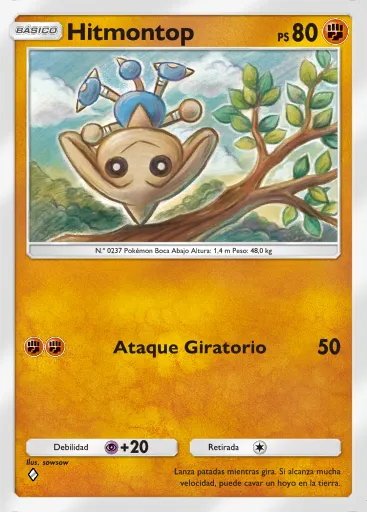 BÁSICO Hitmontop PS 80
N.º 0237 Pokémon Boca Abajo Altura: 1,4 m Peso: 48,0 kg
Ataque Giratorio 50
Debilidad +20 Retirada
Ilus. sowsow
Lanza patadas mientras gira. Si alcanza mucha
velocidad, puede cavar un hoyo en la tierra.